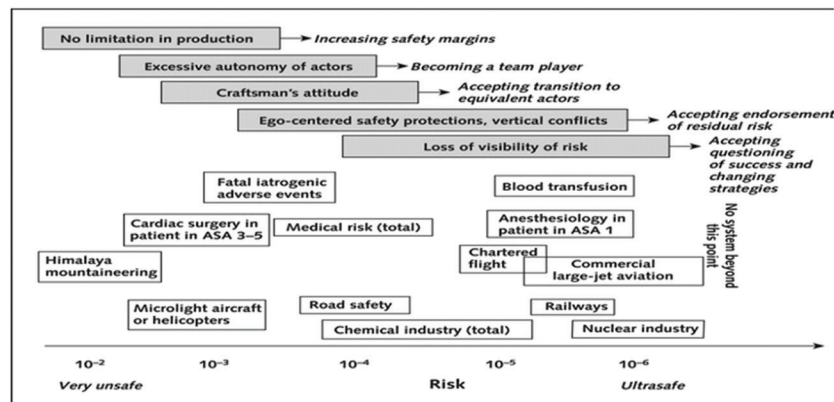 No limitation in production
Increasing safety margins
Excessive autonomy of actors
Becoming a team player
Craftsman's attitude
Accepting transition to
equivalent actors
Ego-centered safety protections, vertical conflicts
Accepting endorsement
of residual risk
Loss of visibility of risk
Accepting
questioning
of success and
changing
strategies
Fatal iatrogenic
adverse events
Blood transfusion
Cardiac surgery in
patient in ASA 3–5
Medical risk (total)
Anesthesiology in
patient in ASA 1
No system beyond
this point
Himalaya
mountaineering
Chartered
flight
Commercial
large-jet aviation
Microlight aircraft
or helicopters
Road safety
Railways
Chemical industry (total)
Nuclear industry
10⁻² 10⁻³ 10⁻⁴ 10⁻⁵ 10⁻⁶
Very unsafe Risk Ultrasafe